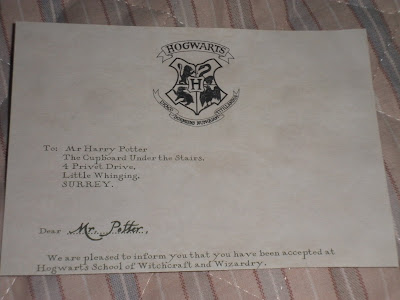 HOGWARTS
H
To: Mr Harry Potter
The Cupboard Under the Stairs,
4 Privet Drive,
Little Whinging,
SURREY.
Dear Mr. Potter,
We are pleased to inform you that you have been accepted at
Hogwarts School of Witchcraft and Wizardry.